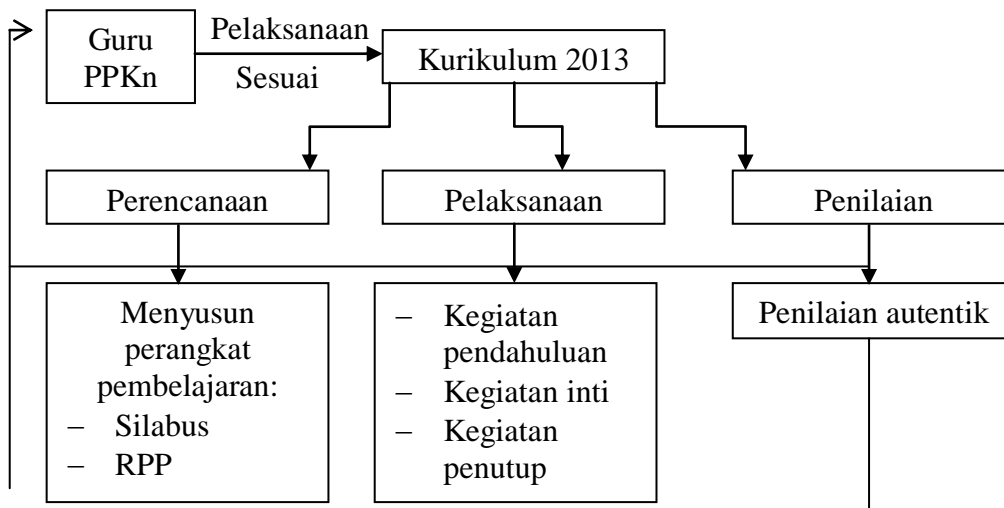 Guru
PPKn
Pelaksanaan
Sesuai
Kurikulum 2013
Perencanaan
Pelaksanaan
Penilaian
Menyusun
perangkat
pembelajaran:
– Silabus
– RPP
– Kegiatan
pendahuluan
– Kegiatan inti
– Kegiatan
penutup
Penilaian autentik